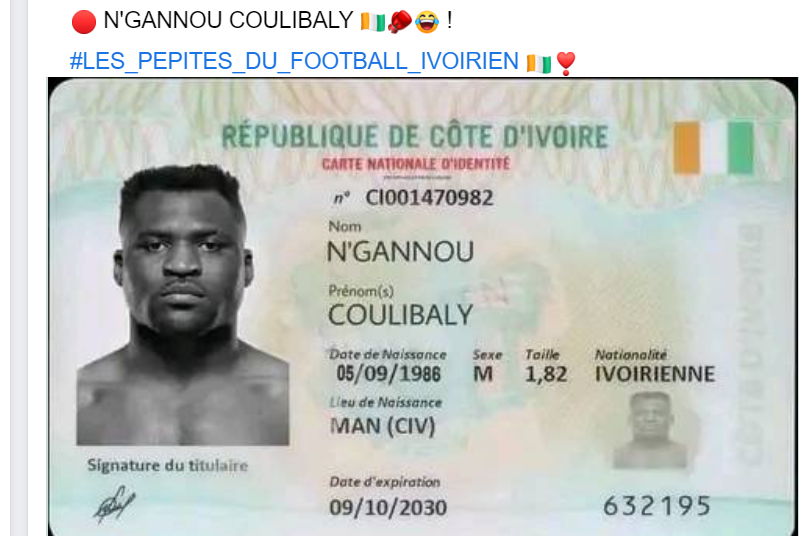 🔴 N'GANNOU COULIBALY 🇨🇮🥊😂 !
#LES_PEPITES_DU_FOOTBALL_IVOIRIEN 🇨🇮❣️
RÉPUBLIQUE DE CÔTE D'IVOIRE
CARTE NATIONALE D'IDENTITÉ
n° CI001470982
Nom
N'GANNOU
Prénom(s)
COULIBALY
Date de Naissance Sexe Taille Nationalité
05/09/1986 M 1,82 IVOIRIENNE
Lieu de Naissance
MAN (CIV)
Signature du titulaire
Date d'expiration
09/10/2030
632195